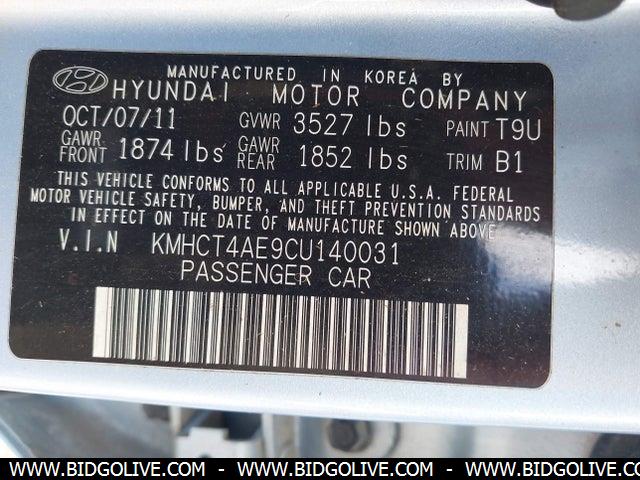 MANUFACTURED IN KOREA BY
HYUNDAI MOTOR COMPANY
OCT/07/11 GVWR 3527 lbs PAINT T9U
GAWR FRONT 1874 lbs GAWR REAR 1852 lbs TRIM B1
THIS VEHICLE CONFORMS TO ALL APPLICABLE U.S.A. FEDERAL
MOTOR VEHICLE SAFETY, BUMPER, AND THEFT PREVENTION STANDARDS
IN EFFECT ON THE DATE OF MANUFACTURE SHOWN ABOVE
V.I.N KMHCT4AE9CU140031
PASSENGER CAR
WWW.BIDGOLIVE.COM - WWW.BIDGOLIVE.COM - WWW.BIDGOLIVE.COM